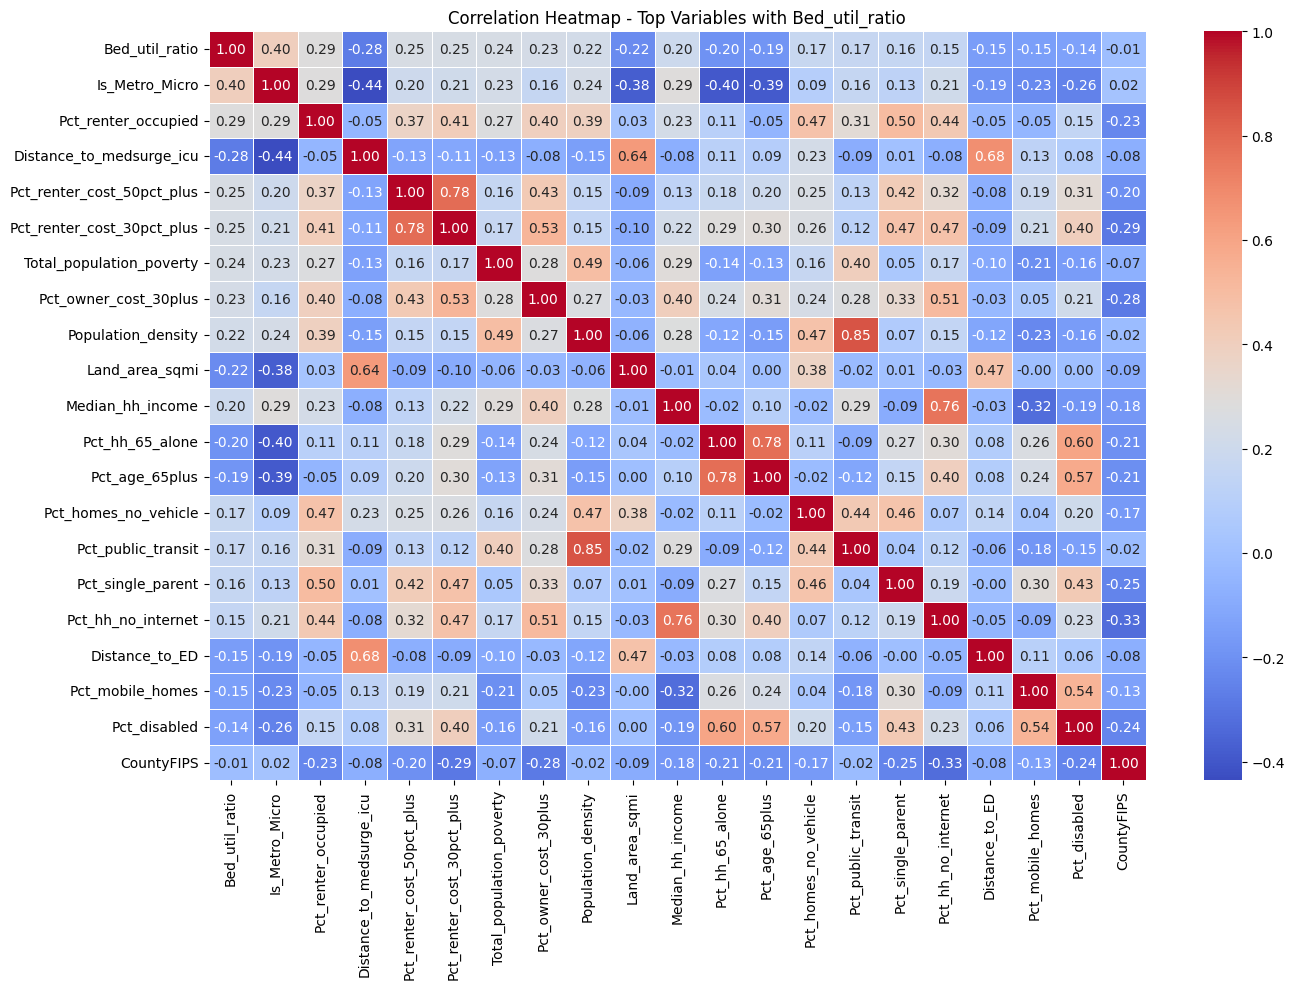 Correlation Heatmap - Top Variables with Bed_util_ratio
Bed_util_ratio 1.00 0.40 0.29 -0.28 0.25 0.25 0.24 0.23 0.22 -0.22 0.20 -0.20 -0.19 0.17 0.17 0.16 0.15 -0.15 -0.15 -0.14 -0.01
Is_Metro_Micro 0.40 1.00 0.29 -0.44 0.20 0.21 0.23 0.16 0.24 -0.38 0.29 -0.40 -0.39 0.09 0.16 0.13 0.21 -0.19 -0.23 -0.26 0.02
Pct_renter_occupied 0.29 0.29 1.00 -0.05 0.37 0.41 0.27 0.40 0.39 0.03 0.23 0.11 -0.05 0.47 0.31 0.50 0.44 -0.05 -0.05 0.15 -0.23
Distance_to_medsurge_icu -0.28 -0.44 -0.05 1.00 -0.13 -0.11 -0.13 -0.08 -0.15 0.64 -0.08 0.11 0.09 0.23 -0.09 0.01 -0.08 0.68 0.13 0.08 -0.08
Pct_renter_cost_50pct_plus 0.25 0.20 0.37 -0.13 1.00 0.78 0.16 0.43 0.15 -0.09 0.13 0.18 0.20 0.25 0.13 0.42 0.32 -0.08 0.19 0.31 -0.20
Pct_renter_cost_30pct_plus 0.25 0.21 0.41 -0.11 0.78 1.00 0.17 0.53 0.15 -0.10 0.22 0.29 0.30 0.26 0.12 0.47 0.47 -0.09 0.21 0.40 -0.29
Total_population_poverty 0.24 0.23 0.27 -0.13 0.16 0.17 1.00 0.28 0.49 -0.06 0.29 -0.14 -0.13 0.16 0.40 0.05 0.17 -0.10 -0.21 -0.16 -0.07
Pct_owner_cost_30plus 0.23 0.16 0.40 -0.08 0.43 0.53 0.28 1.00 0.27 -0.03 0.40 0.24 0.31 0.24 0.28 0.33 0.51 -0.03 0.05 0.21 -0.28
Population_density 0.22 0.24 0.39 -0.15 0.15 0.15 0.49 0.27 1.00 -0.06 0.28 -0.12 -0.15 0.47 0.85 0.07 0.15 -0.12 -0.23 -0.16 -0.02
Land_area_sqmi -0.22 -0.38 0.03 0.64 -0.09 -0.10 -0.06 -0.03 -0.06 1.00 -0.01 0.04 0.00 0.38 -0.02 0.01 -0.03 0.47 -0.00 0.00 -0.09
Median_hh_income 0.20 0.29 0.23 -0.08 0.13 0.22 0.29 0.40 0.28 -0.01 1.00 -0.02 0.10 -0.02 0.29 -0.09 0.76 -0.03 -0.32 -0.19 -0.18
Pct_hh_65_alone -0.20 -0.40 0.11 0.11 0.18 0.29 -0.14 0.24 -0.12 0.04 -0.02 1.00 0.78 0.11 -0.09 0.27 0.30 0.08 0.26 0.60 -0.21
Pct_age_65plus -0.19 -0.39 -0.05 0.09 0.20 0.30 -0.13 0.31 -0.15 0.00 0.10 0.78 1.00 -0.02 -0.12 0.15 0.40 0.08 0.24 0.57 -0.21
Pct_homes_no_vehicle 0.17 0.09 0.47 0.23 0.25 0.26 0.16 0.24 0.47 0.38 -0.02 0.11 -0.02 1.00 0.44 0.46 0.07 0.14 0.04 0.20 -0.17
Pct_public_transit 0.17 0.16 0.31 -0.09 0.13 0.12 0.40 0.28 0.85 -0.02 0.29 -0.09 -0.12 0.44 1.00 0.04 0.12 -0.06 -0.18 -0.15 -0.02
Pct_single_parent 0.16 0.13 0.50 0.01 0.42 0.47 0.05 0.33 0.07 0.01 -0.09 0.27 0.15 0.46 0.04 1.00 0.19 -0.00 0.30 0.43 -0.25
Pct_hh_no_internet 0.15 0.21 0.44 -0.08 0.32 0.47 0.17 0.51 0.15 -0.03 0.76 0.30 0.40 0.07 0.12 0.19 1.00 -0.05 -0.09 0.23 -0.33
Distance_to_ED -0.15 -0.19 -0.05 0.68 -0.08 -0.09 -0.10 -0.03 -0.12 0.47 -0.03 0.08 0.08 0.14 -0.06 -0.00 -0.05 1.00 0.11 0.06 -0.08
Pct_mobile_homes -0.15 -0.23 -0.05 0.13 0.19 0.21 -0.21 0.05 -0.23 -0.00 -0.32 0.26 0.24 0.04 -0.18 0.30 -0.09 0.11 1.00 0.54 -0.13
Pct_disabled -0.14 -0.26 0.15 0.08 0.31 0.40 -0.16 0.21 -0.16 0.00 -0.19 0.60 0.57 0.20 -0.15 0.43 0.23 0.06 0.54 1.00 -0.24
CountyFIPS -0.01 0.02 -0.23 -0.08 -0.20 -0.29 -0.07 -0.28 -0.02 -0.09 -0.18 -0.21 -0.21 -0.17 -0.02 -0.25 -0.33 -0.08 -0.13 -0.24 1.00
Bed_util_ratio
Is_Metro_Micro
Pct_renter_occupied
Distance_to_medsurge_icu
Pct_renter_cost_50pct_plus
Pct_renter_cost_30pct_plus
Total_population_poverty
Pct_owner_cost_30plus
Population_density
Land_area_sqmi
Median_hh_income
Pct_hh_65_alone
Pct_age_65plus
Pct_homes_no_vehicle
Pct_public_transit
Pct_single_parent
Pct_hh_no_internet
Distance_to_ED
Pct_mobile_homes
Pct_disabled
CountyFIPS
1.0
0.8
0.6
0.4
0.2
0.0
−0.2
−0.4